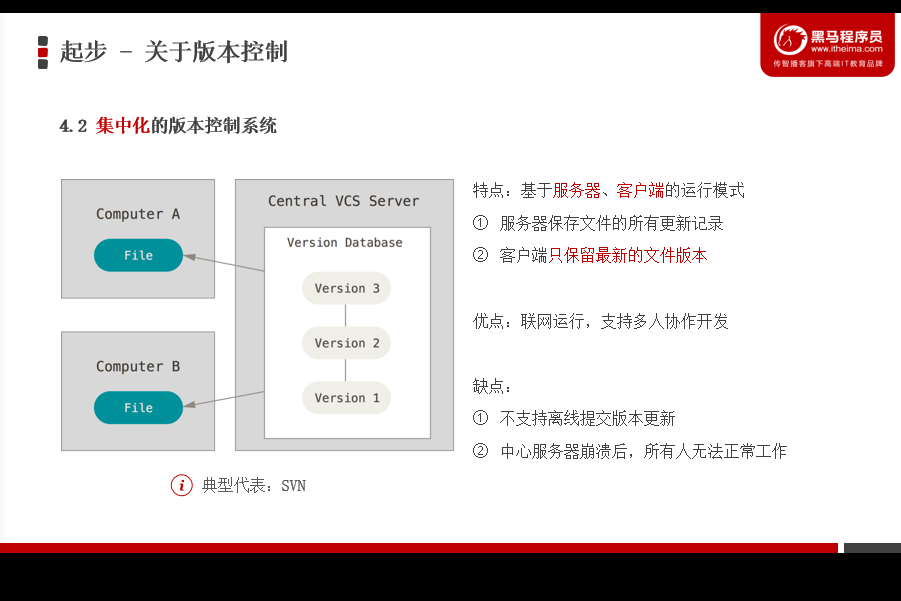 起步 – 关于版本控制
黑马程序员
www.itheima.com
传智播客旗下高端IT教育品牌
4.2 集中化的版本控制系统
Computer A
File
Computer B
File
Central VCS Server
Version Database
Version 3
Version 2
Version 1
i 典型代表：SVN
特点：基于服务器、客户端的运行模式
① 服务器保存文件的所有更新记录
② 客户端只保留最新的文件版本
优点：联网运行，支持多人协作开发
缺点：
① 不支持离线提交版本更新
② 中心服务器崩溃后，所有人无法正常工作